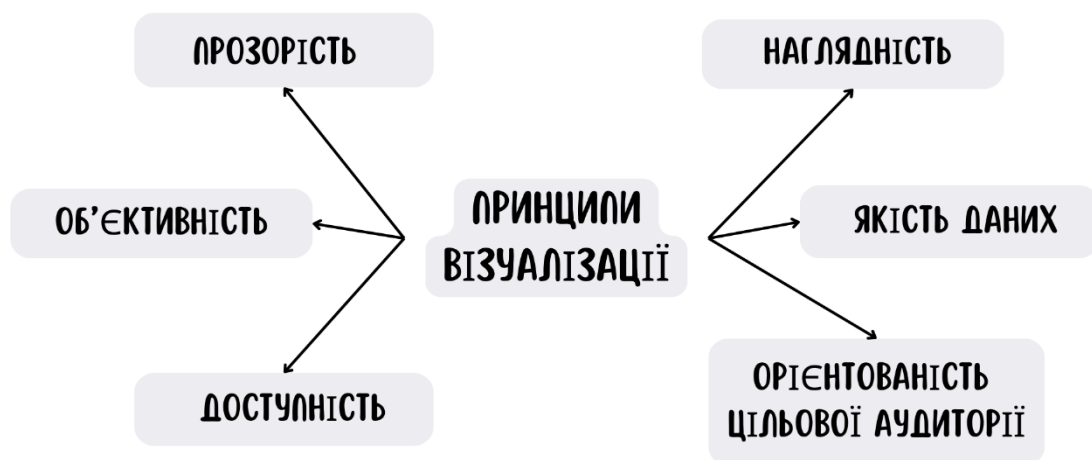 ПРОЗОРІСТЬ
НАГЛЯДНІСТЬ
ОБ’ЄКТИВНІСТЬ
ПРИНЦИПИ
ВІЗУАЛІЗАЦІЇ
ЯКІСТЬ ДАНИХ
ДОСТУПНІСТЬ
ОРІЄНТОВАНІСТЬ
ЦІЛЬОВОЇ АУДИТОРІЇ